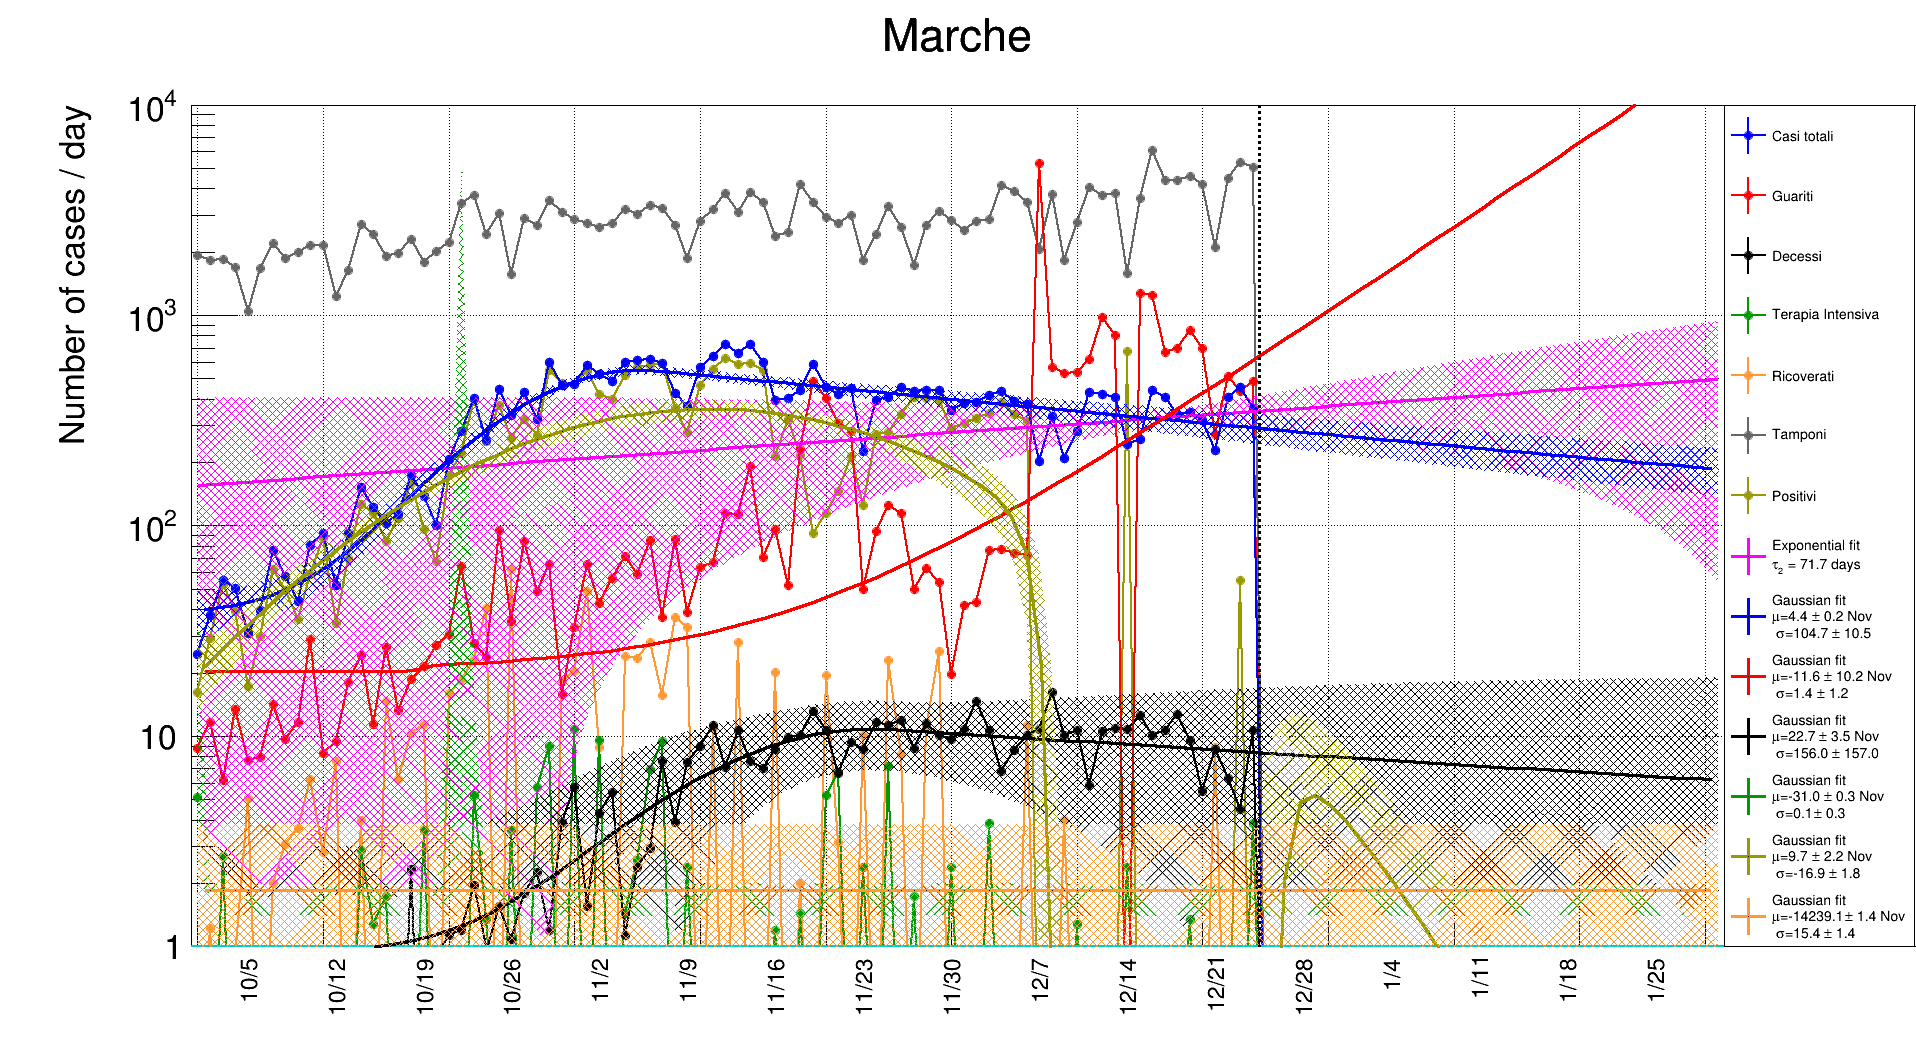 Marche
Number of cases / day
10^4
10^3
10^2
10
1
10/5
10/12
10/19
10/26
11/2
11/9
11/16
11/23
11/30
12/7
12/14
12/21
12/28
1/4
1/11
1/18
1/25
Casi totali
Guariti
Decessi
Terapia Intensiva
Ricoverati
Tamponi
Positivi
Exponential fit
τ₂ = 71.7 days
Gaussian fit
μ=4.4 ± 0.2 Nov
σ=104.7 ± 10.5
Gaussian fit
μ=-11.6 ± 10.2 Nov
σ=1.4 ± 1.2
Gaussian fit
μ=22.7 ± 3.5 Nov
σ=156.0 ± 157.0
Gaussian fit
μ=-31.0 ± 0.3 Nov
σ=0.1 ± 0.3
Gaussian fit
μ=9.7 ± 2.2 Nov
σ=-16.9 ± 1.8
Gaussian fit
μ=-14239.1 ± 1.4 Nov
σ=15.4 ± 1.4